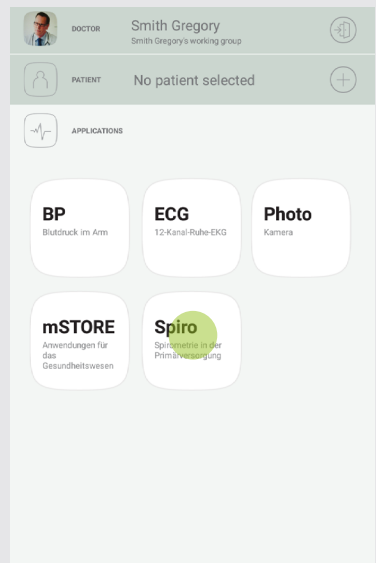 DOCTOR
Smith Gregory
Smith Gregory's working group
PATIENT
No patient selected
APPLICATIONS
BP
Blutdruck im Arm
ECG
12-Kanal-Ruhe-EKG
Photo
Kamera
mSTORE
Anwendungen für
das
Gesundheitswesen
Spiro
Spirometrie in der
Primärversorgung